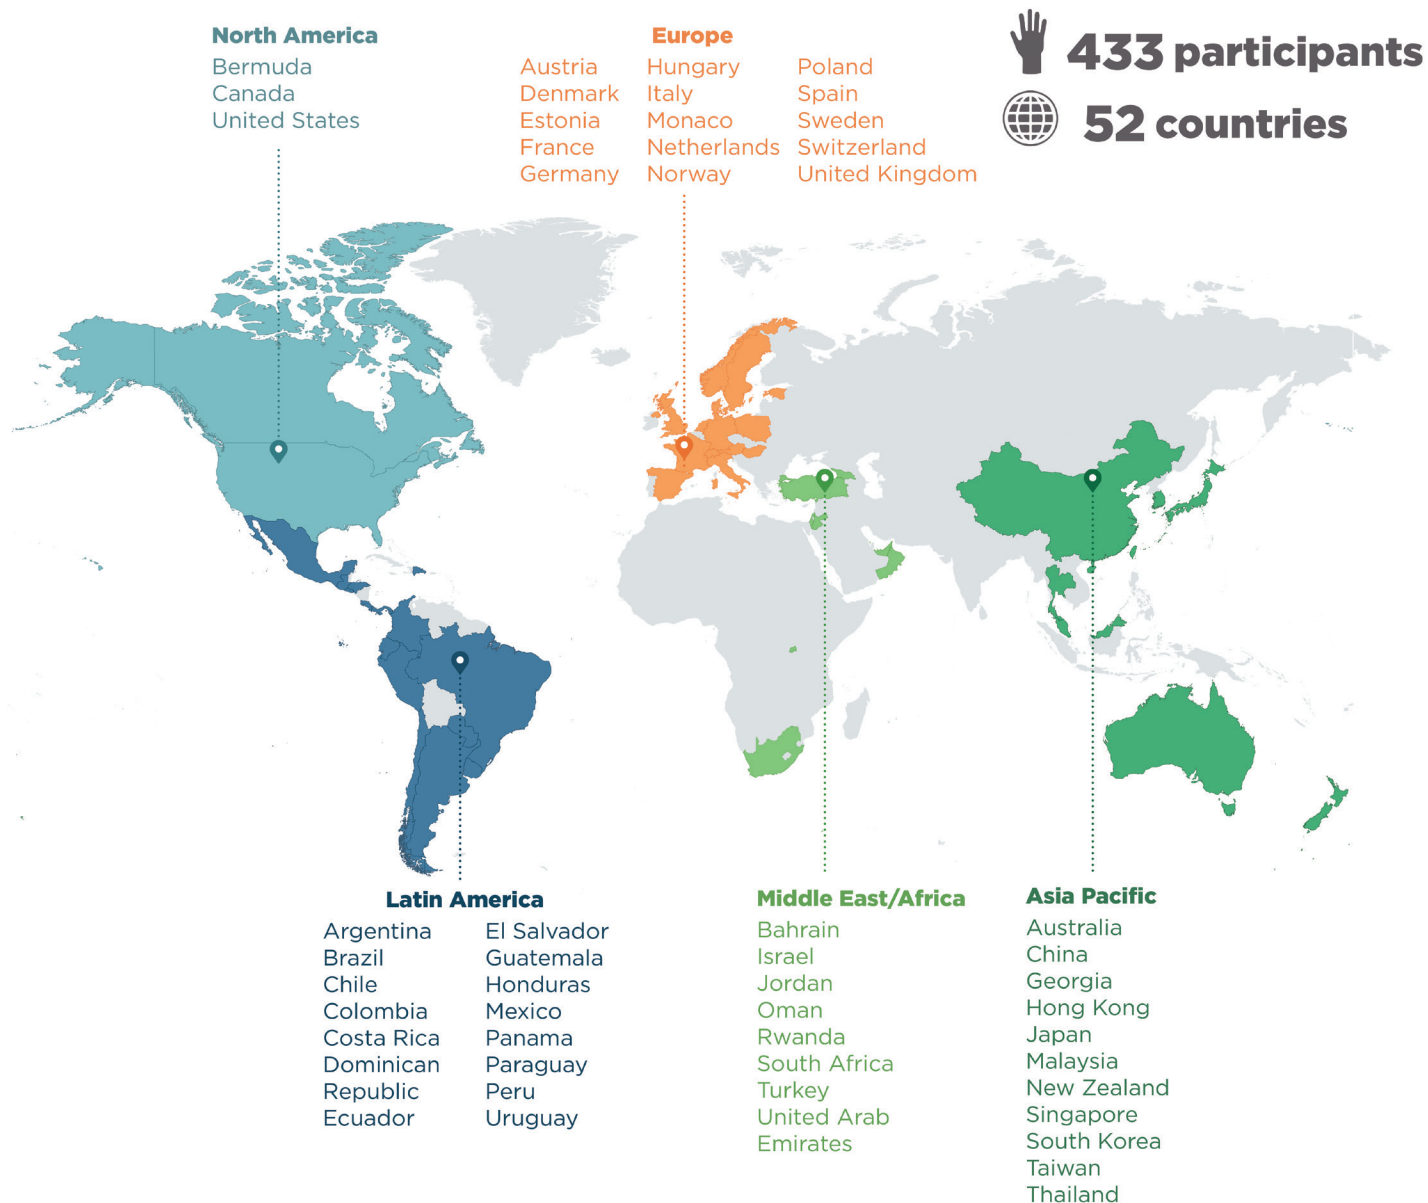 North America
Bermuda
Canada
United States
Europe
Austria
Denmark
Estonia
France
Germany
Hungary
Italy
Monaco
Netherlands
Norway
Poland
Spain
Sweden
Switzerland
United Kingdom
433 participants
52 countries
Latin America
Argentina
Brazil
Chile
Colombia
Costa Rica
Dominican
Republic
Ecuador
El Salvador
Guatemala
Honduras
Mexico
Panama
Paraguay
Peru
Uruguay
Middle East/Africa
Bahrain
Israel
Jordan
Oman
Rwanda
South Africa
Turkey
United Arab
Emirates
Asia Pacific
Australia
China
Georgia
Hong Kong
Japan
Malaysia
New Zealand
Singapore
South Korea
Taiwan
Thailand